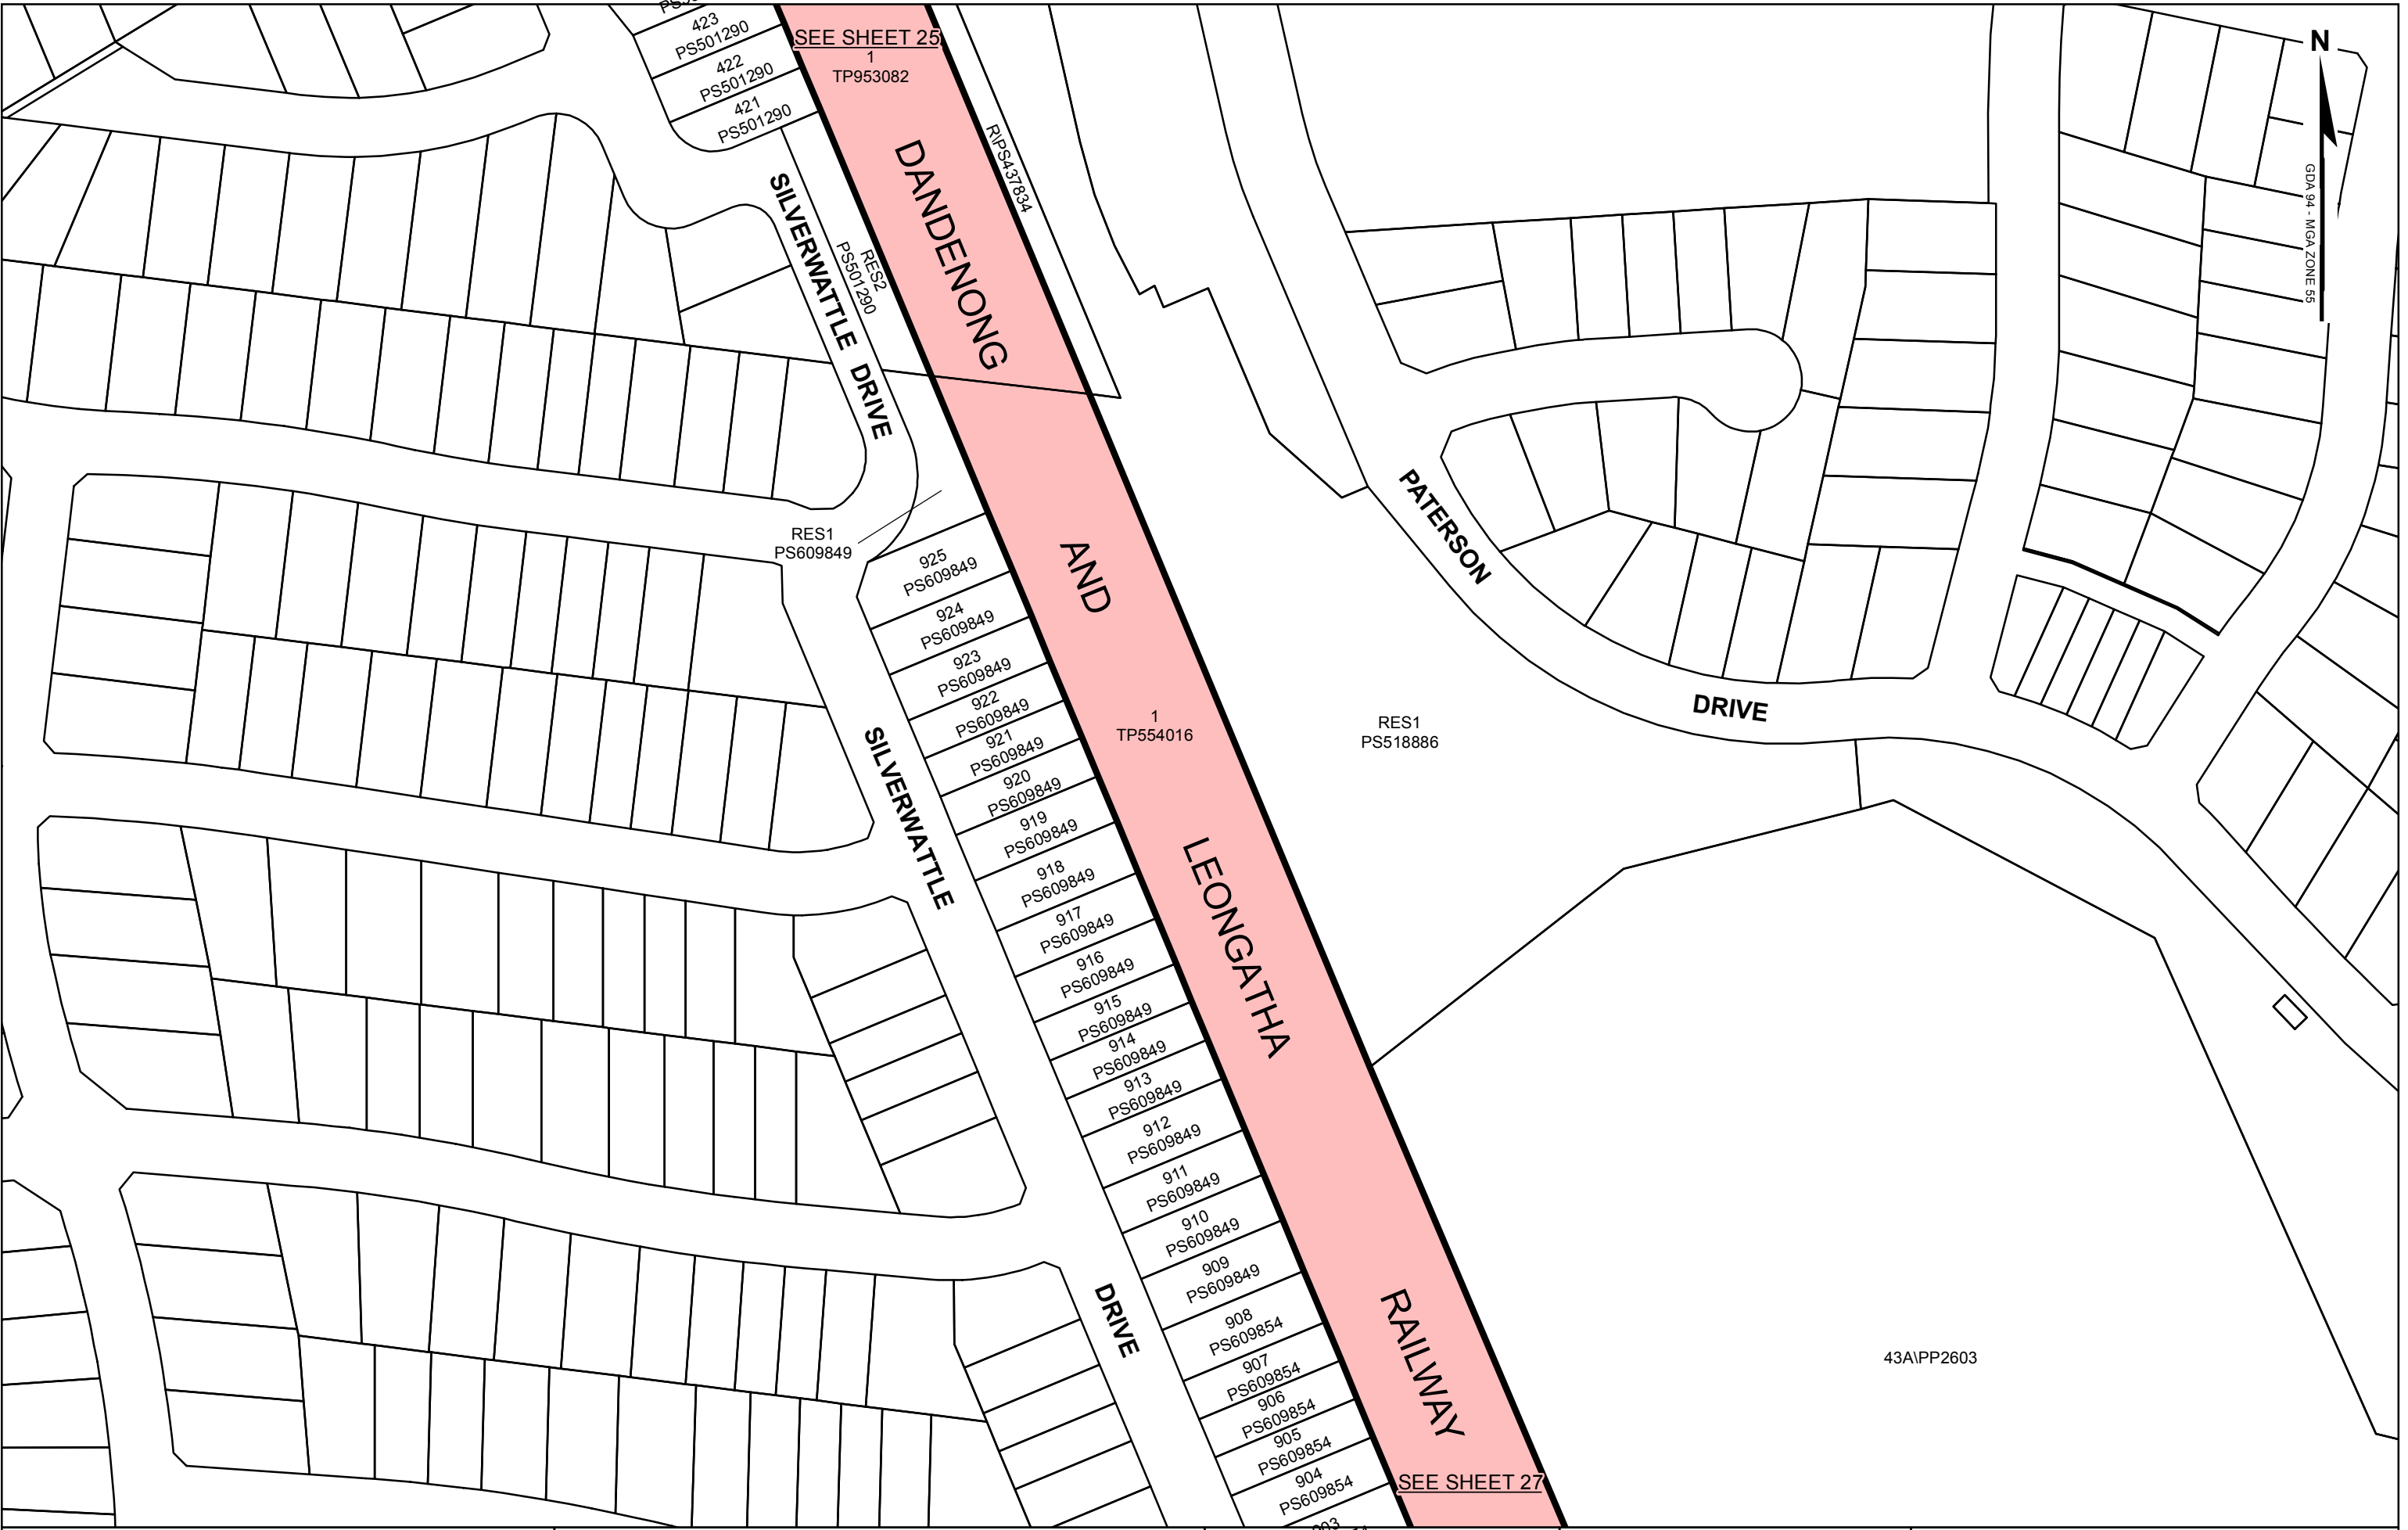 423
PS501290
422
PS501290
421
PS501290
SEE SHEET 25
1
TP953082
N
GDA 94 - MGA ZONE 55
R\PS437834
DANDENONG
SILVERWATTLE DRIVE
RES2
PS501290
RES1
PS609849
925
PS609849
AND
PATERSON
924
PS609849
923
PS609849
922
PS609849
921
PS609849
1
TP554016
RES1
PS518886
DRIVE
SILVERWATTLE
920
PS609849
919
PS609849
918
PS609849
917
PS609849
LEONGATHA
916
PS609849
915
PS609849
914
PS609849
913
PS609849
912
PS609849
911
PS609849
910
PS609849
909
PS609849
DRIVE
908
PS609854
RAILWAY
43A\PP2603
907
PS609854
906
PS609854
905
PS609854
904
PS609854
SEE SHEET 27